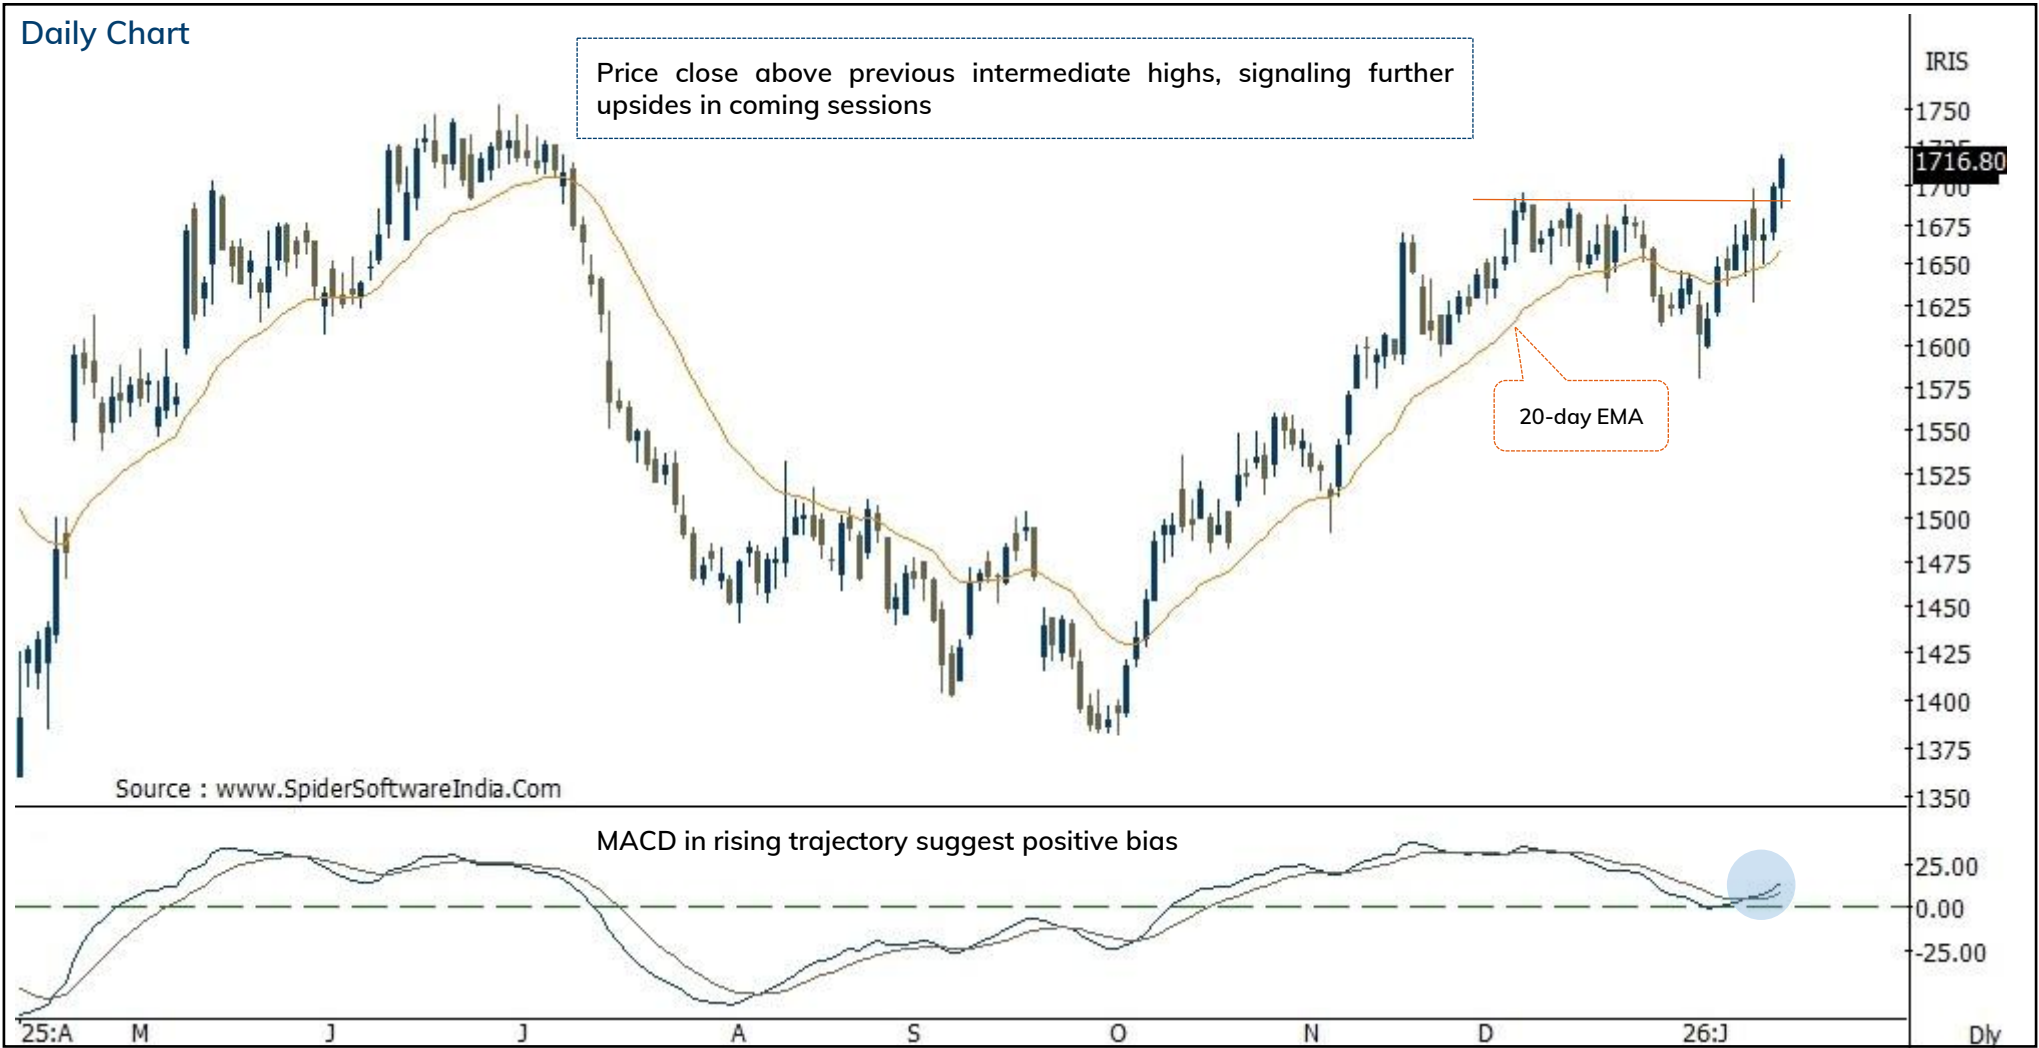 Daily Chart
Price close above previous intermediate highs, signaling further
upsides in coming sessions
IRIS
1750
1725
1716.80
1700
1675
1650
1625
1600
1575
1550
1525
1500
1475
1450
1425
1400
1375
1350
20-day EMA
Source : www.SpiderSoftwareIndia.Com
MACD in rising trajectory suggest positive bias
25.00
0.00
-25.00
25:A M J J A S O N D 26:J Dly